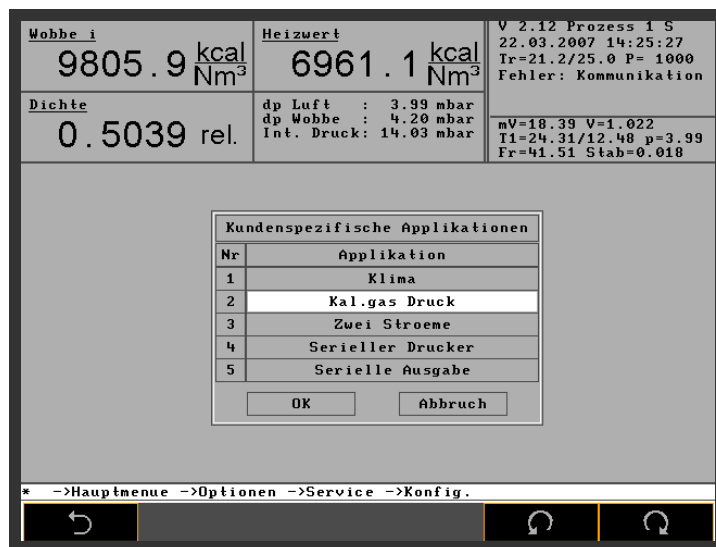 Wobbe i
9805.9 kcal/Nm³
Heizwert
6961.1 kcal/Nm³
V 2.12 Prozess 1 S
22.03.2007 14:25:27
Tr=21.2/25.0 P= 1000
Fehler: Kommunikation
Dichte
0.5039 rel.
dp Luft : 3.99 mbar
dp Wobbe : 4.20 mbar
Int. Druck: 14.03 mbar
mV=18.39 V=1.022
T1=24.31/12.48 p=3.99
Fr=41.51 Stab=0.018
Kundenspezifische Applikationen
Nr Applikation
1 Klima
2 Kal.gas Druck
3 Zwei Stroeme
4 Serieller Drucker
5 Serielle Ausgabe
OK Abbruch
* ->Hauptmenue ->Optionen ->Service ->Konfig.